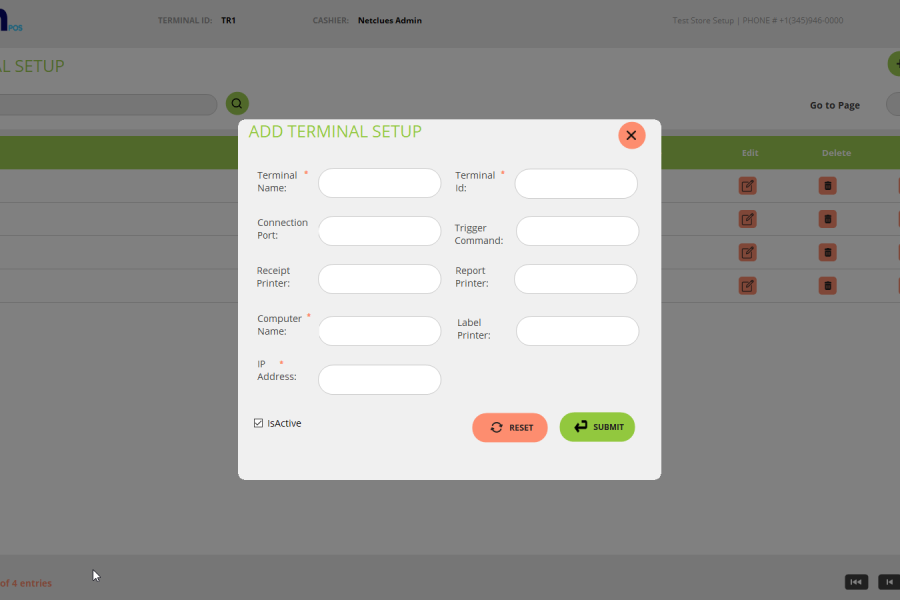 TERMINAL ID: TR1 CASHIER: Netclues Admin Test Store Setup | PHONE # +1(345)946-0000
POS
AL SETUP
Go to Page
ADD TERMINAL SETUP
Edit Delete
Terminal * Terminal *
Name: Id:
Connection Trigger
Port: Command:
Receipt Report
Printer: Printer:
Computer * Label
Name: Printer:
IP *
Address:
IsActive RESET SUBMIT
of 4 entries